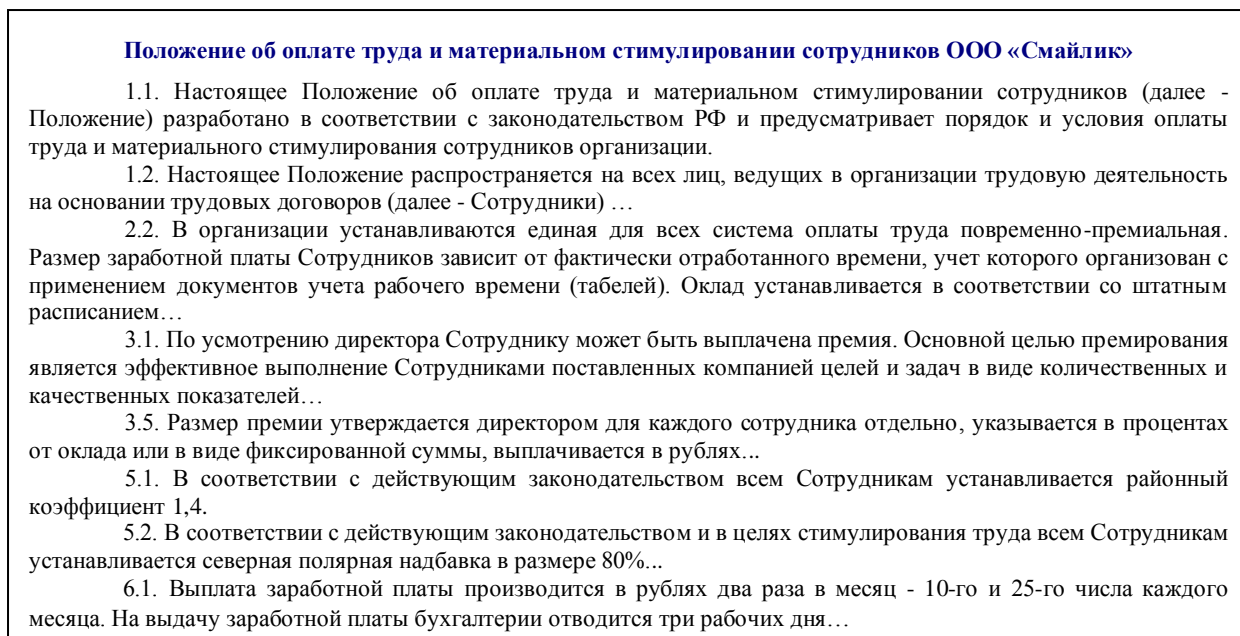 Положение об оплате труда и материальном стимулировании сотрудников ООО «Смайлик»
1.1. Настоящее Положение об оплате труда и материальном стимулировании сотрудников (далее -
Положение) разработано в соответствии с законодательством РФ и предусматривает порядок и условия оплаты
труда и материального стимулирования сотрудников организации.
1.2. Настоящее Положение распространяется на всех лиц, ведущих в организации трудовую деятельность
на основании трудовых договоров (далее - Сотрудники) …
2.2. В организации устанавливаются единая для всех система оплаты труда повременно-премиальная.
Размер заработной платы Сотрудников зависит от фактически отработанного времени, учет которого организован с
применением документов учета рабочего времени (табелей). Оклад устанавливается в соответствии со штатным
расписанием…
3.1. По усмотрению директора Сотруднику может быть выплачена премия. Основной целью премирования
является эффективное выполнение Сотрудниками поставленных компанией целей и задач в виде количественных и
качественных показателей…
3.5. Размер премии утверждается директором для каждого сотрудника отдельно, указывается в процентах
от оклада или в виде фиксированной суммы, выплачивается в рублях...
5.1. В соответствии с действующим законодательством всем Сотрудникам устанавливается районный
коэффициент 1,4.
5.2. В соответствии с действующим законодательством и в целях стимулирования труда всем Сотрудникам
устанавливается северная полярная надбавка в размере 80%...
6.1. Выплата заработной платы производится в рублях два раза в месяц - 10-го и 25-го числа каждого
месяца. На выдачу заработной платы бухгалтерии отводится три рабочих дня…